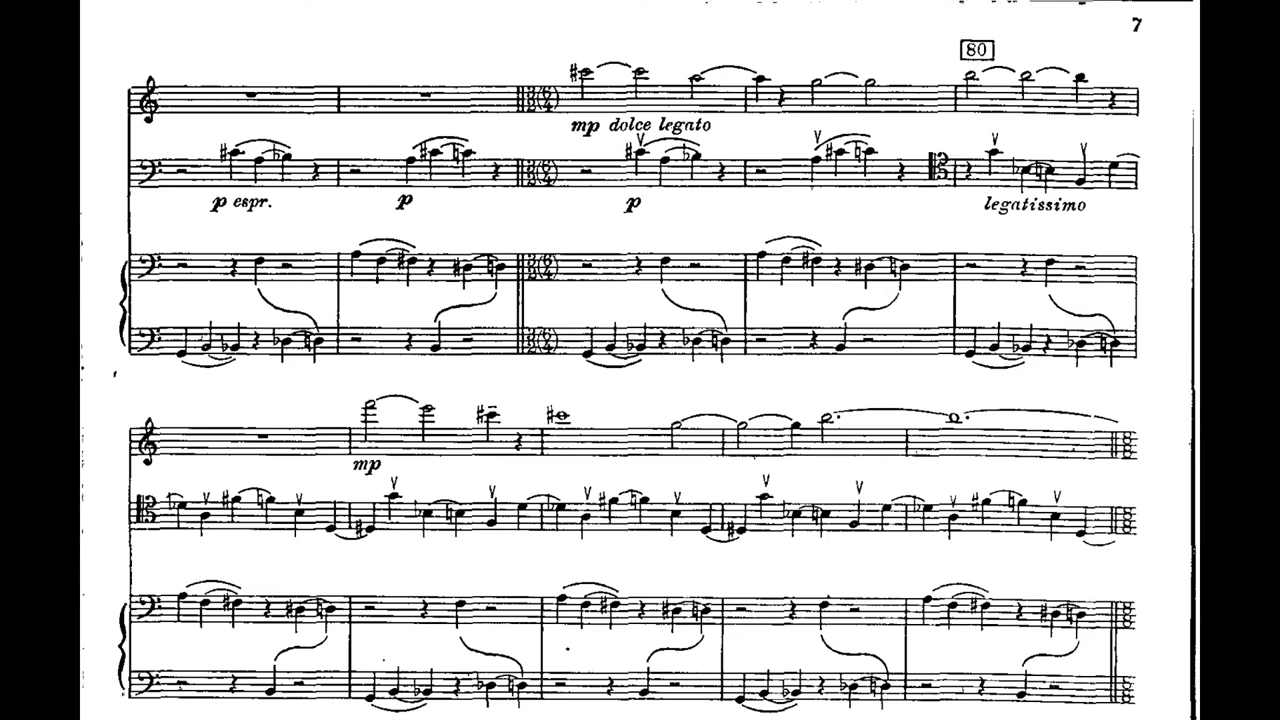 7
80
mp dolce legato
p espr. p p legatissimo
mp